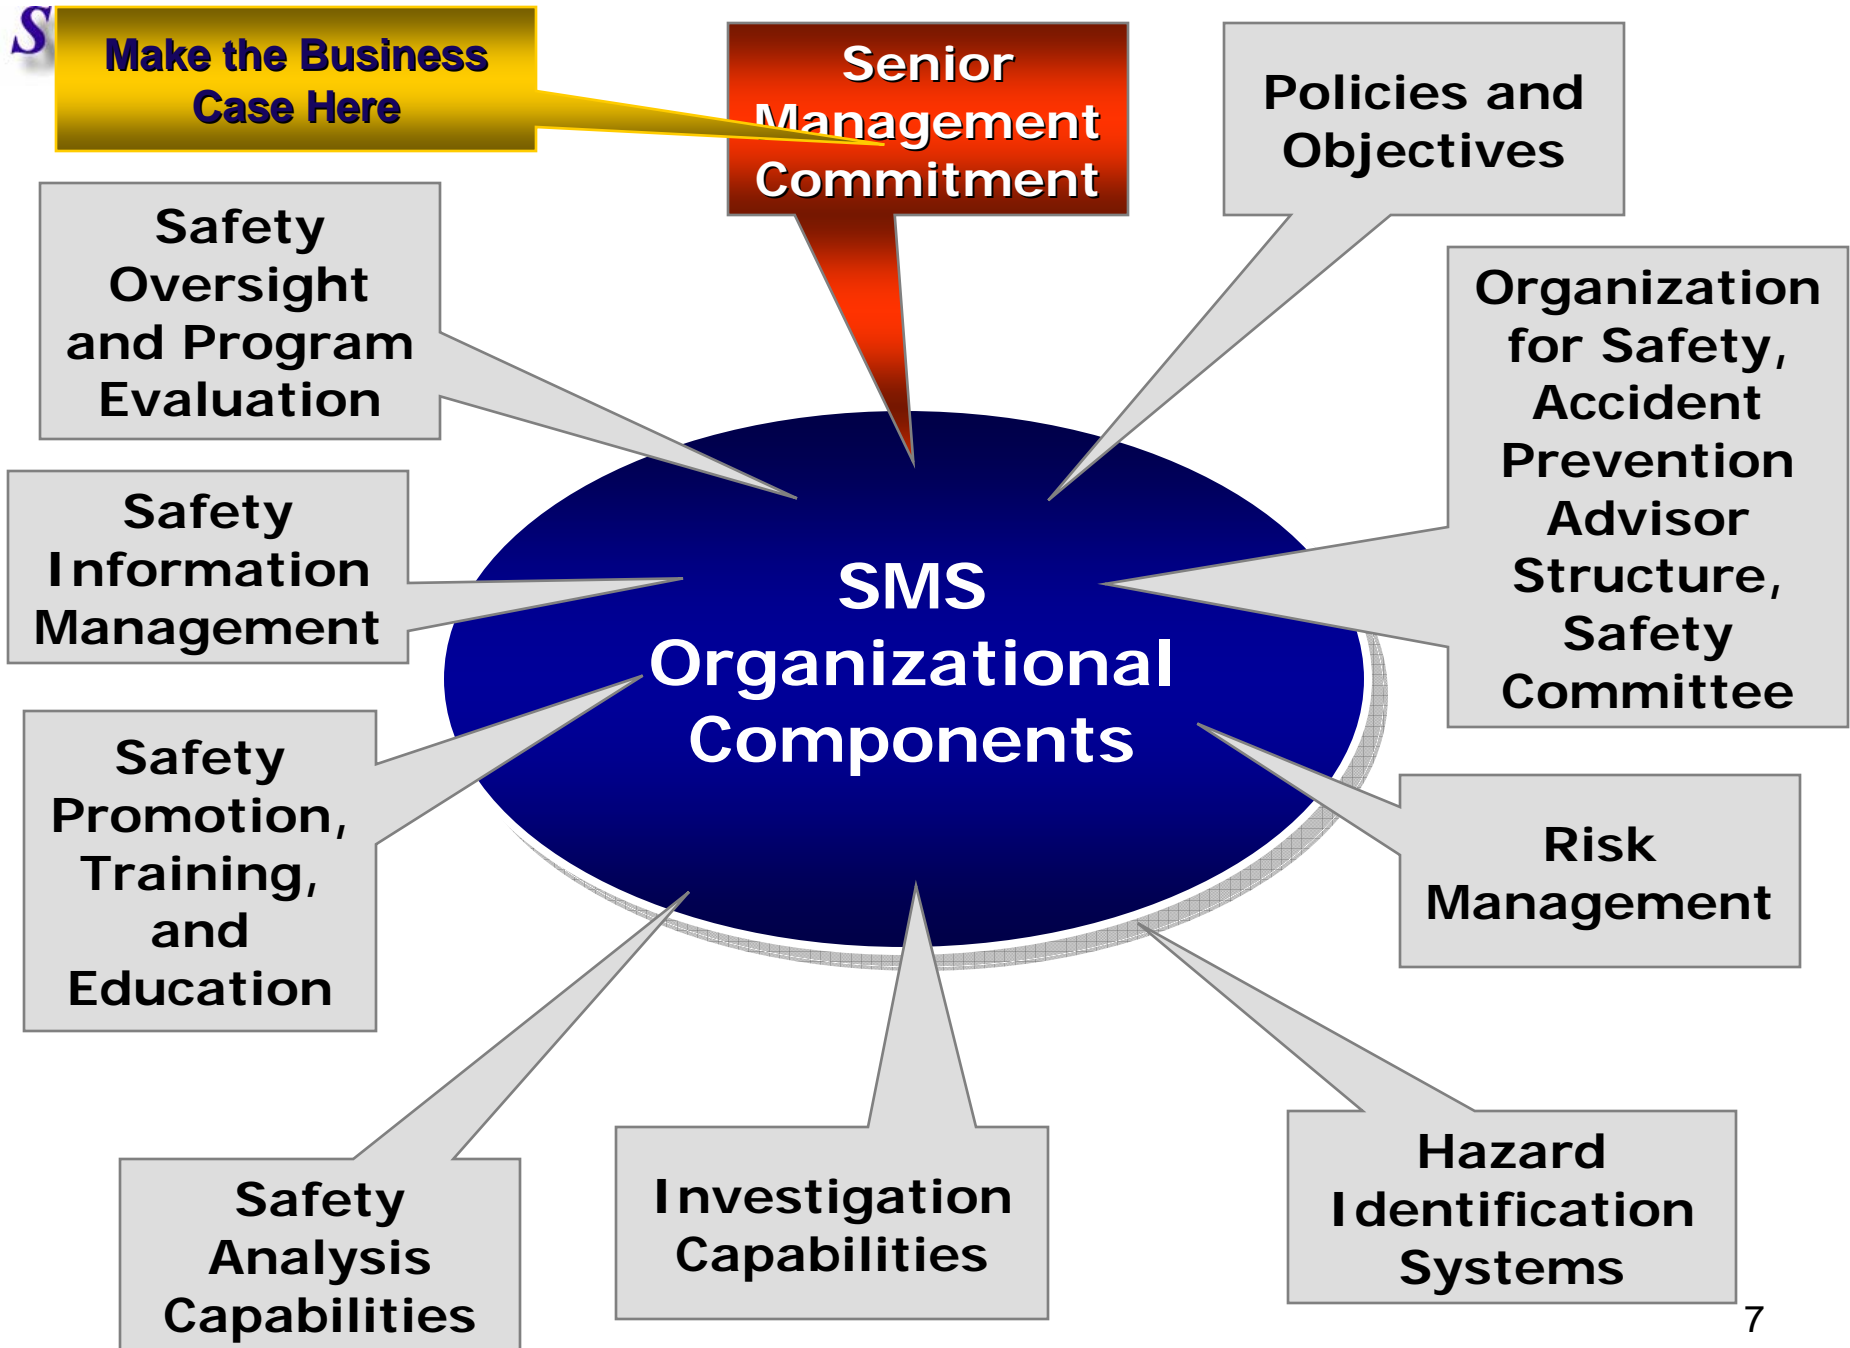 S
Make the Business
Case Here
Senior
Management
Commitment
Policies and
Objectives
Safety
Oversight
and Program
Evaluation
Organization
for Safety,
Accident
Prevention
Advisor
Structure,
Safety
Committee
Safety
Information
Management
SMS
Organizational
Components
Safety
Promotion,
Training,
and
Education
Risk
Management
Safety
Analysis
Capabilities
Investigation
Capabilities
Hazard
Identification
Systems
7